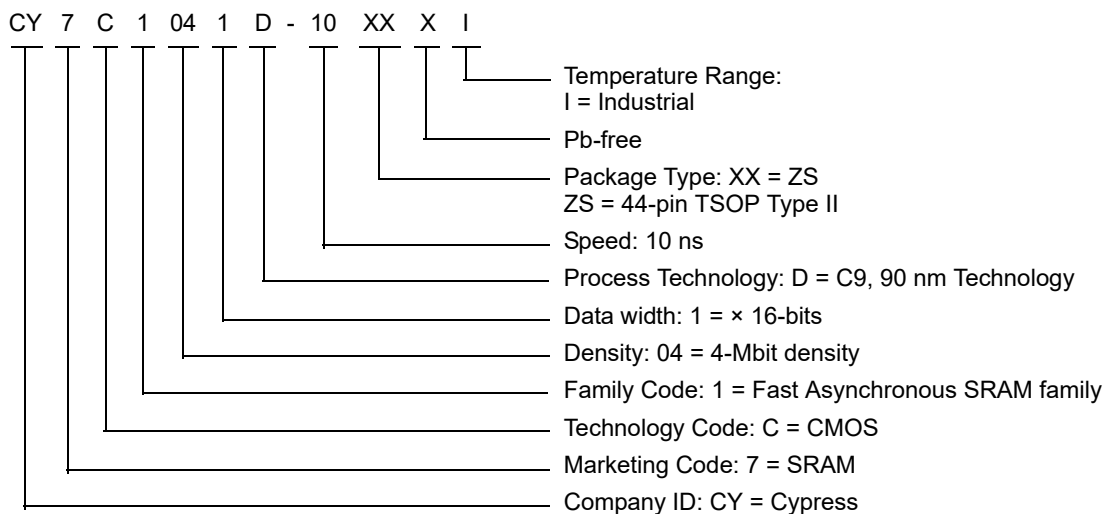 CY 7 C 1 04 1 D - 10 XX X I
Temperature Range:
I = Industrial
Pb-free
Package Type: XX = ZS
ZS = 44-pin TSOP Type II
Speed: 10 ns
Process Technology: D = C9, 90 nm Technology
Data width: 1 = × 16-bits
Density: 04 = 4-Mbit density
Family Code: 1 = Fast Asynchronous SRAM family
Technology Code: C = CMOS
Marketing Code: 7 = SRAM
Company ID: CY = Cypress